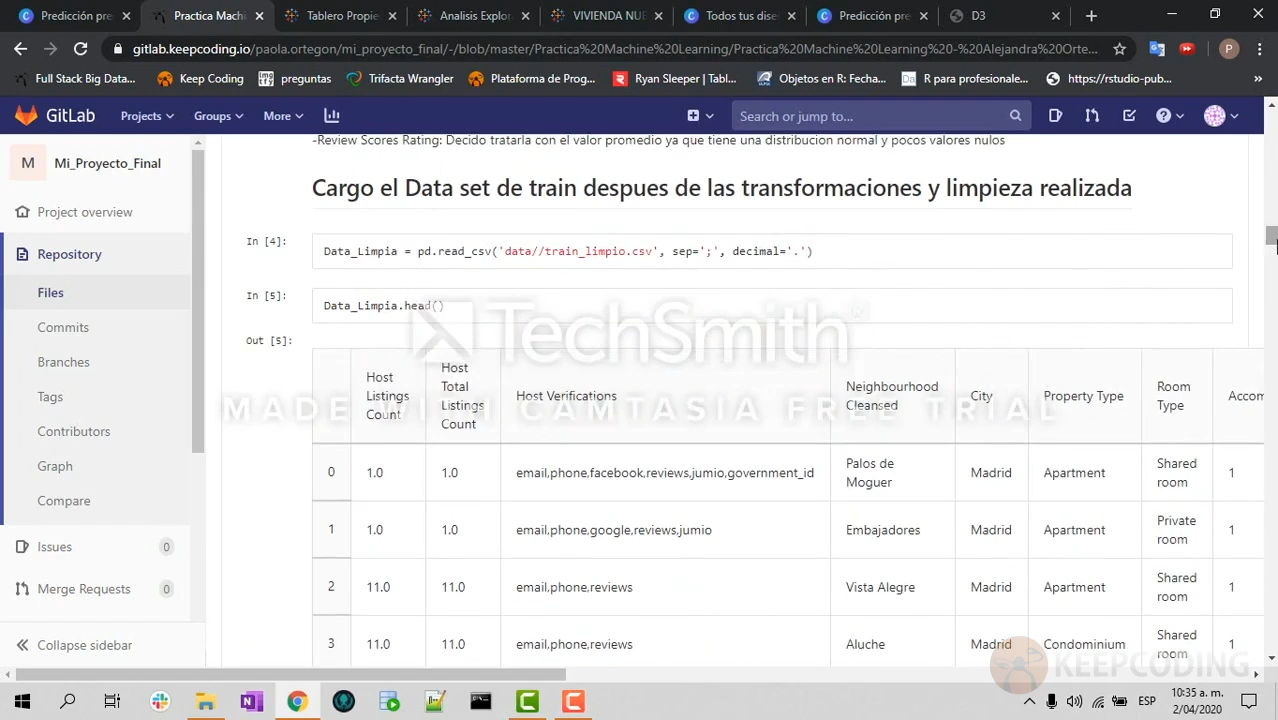 Predicción pre
Practica Machi
Tablero Propie
Analisis Explor
VIVIENDA NUE
Todos tus dise
Predicción pre
D3
gitlab.keepcoding.io/paola.ortegon/mi_proyecto_final/-/blob/master/Practica%20Machine%20Learning/Practica%20Machine%20Learning%20-%20Alejandra%20Orte...
P
Full Stack Big Data...
Keep Coding
preguntas
Trifacta Wrangler
Plataforma de Prog...
Ryan Sleeper | Tabl...
Objetos en R: Fecha...
R para profesionale...
https://rstudio-pub...
GitLab
Projects
Groups
More
Search or jump to...
M
Mi_Proyecto_Final
Project overview
Repository
Files
Commits
Branches
Tags
Contributors
Graph
Compare
Issues 0
Merge Requests 0
Collapse sidebar
-Review Scores Rating: Decido tratarla con el valor promedio ya que tiene una distribucion normal y pocos valores nulos
Cargo el Data set de train despues de las transformaciones y limpieza realizada
In [4]: Data_Limpia = pd.read_csv('data//train_limpio.csv', sep=';', decimal='.')
In [5]: Data_Limpia.head()
Out [5]:
Host Listings Count
Host Total Listings Count
Host Verifications
Neighbourhood Cleansed
City
Property Type
Room Type
Accom
0 1.0 1.0 email,phone,facebook,reviews,jumio,government_id Palos de Moguer Madrid Apartment Shared room 1
1 1.0 1.0 email,phone,google,reviews,jumio Embajadores Madrid Apartment Private room 1
2 11.0 11.0 email,phone,reviews Vista Alegre Madrid Apartment Shared room 1
3 11.0 11.0 email,phone,reviews Aluche Madrid Condominium Shared room 1
TechSmith®
MADE WITH CAMTASIA FREE TRIAL
KEEPCODING
ESP
10:35 a. m.
2/04/2020